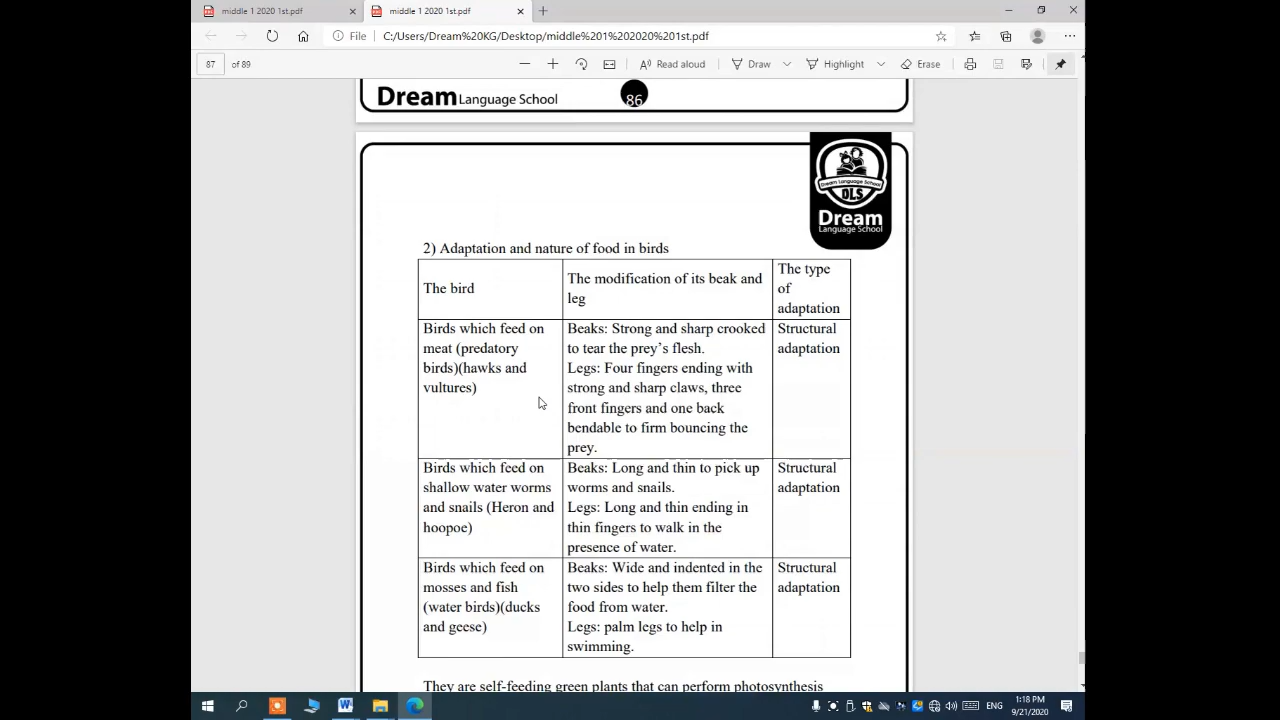 middle 1 2020 1st.pdf
middle 1 2020 1st.pdf
File C:/Users/Dream%20KG/Desktop/middle%201%202020%201st.pdf
87 of 89
Read aloud Draw Highlight Erase
Dream Language School 86
Dream Language School
DLS
Dream
Language School
2) Adaptation and nature of food in birds
The bird
The modification of its beak and
leg
The type
of
adaptation
Birds which feed on
meat (predatory
birds)(hawks and
vultures)
Beaks: Strong and sharp crooked
to tear the prey's flesh.
Legs: Four fingers ending with
strong and sharp claws, three
front fingers and one back
bendable to firm bouncing the
prey.
Structural
adaptation
Birds which feed on
shallow water worms
and snails (Heron and
hoopoe)
Beaks: Long and thin to pick up
worms and snails.
Legs: Long and thin ending in
thin fingers to walk in the
presence of water.
Structural
adaptation
Birds which feed on
mosses and fish
(water birds)(ducks
and geese)
Beaks: Wide and indented in the
two sides to help them filter the
food from water.
Legs: palm legs to help in
swimming.
Structural
adaptation
They are self-feeding green plants that can perform photosynthesis
ENG
1:18 PM
9/21/2020